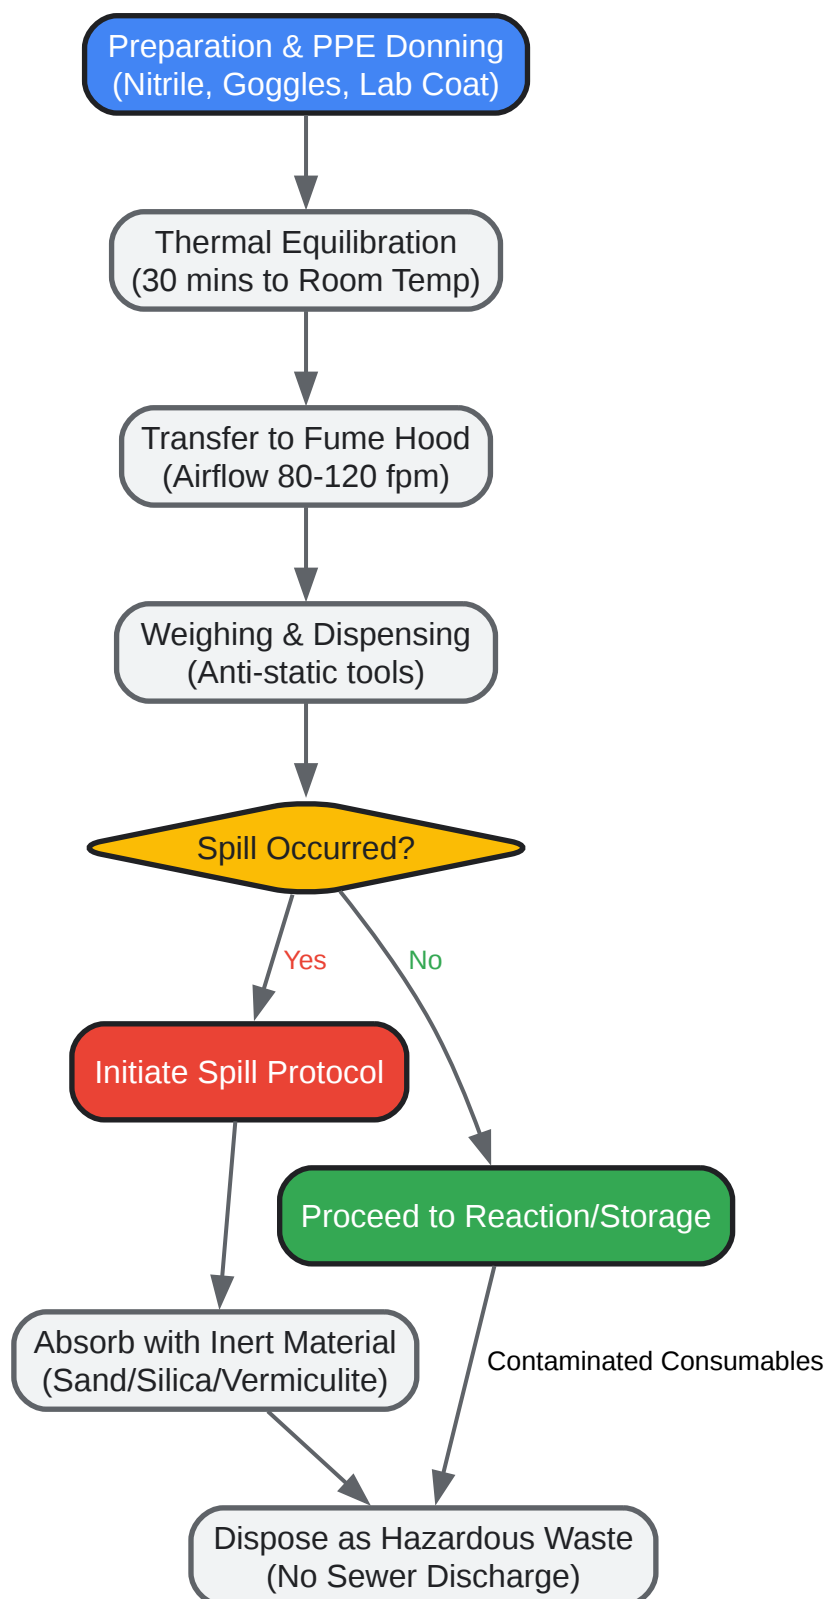 Preparation & PPE Donning
(Nitrile, Goggles, Lab Coat)
Thermal Equilibration
(30 mins to Room Temp)
Transfer to Fume Hood
(Airflow 80-120 fpm)
Weighing & Dispensing
(Anti-static tools)
Spill Occurred?
Yes
No
Initiate Spill Protocol
Proceed to Reaction/Storage
Absorb with Inert Material
(Sand/Silica/Vermiculite)
Contaminated Consumables
Dispose as Hazardous Waste
(No Sewer Discharge)